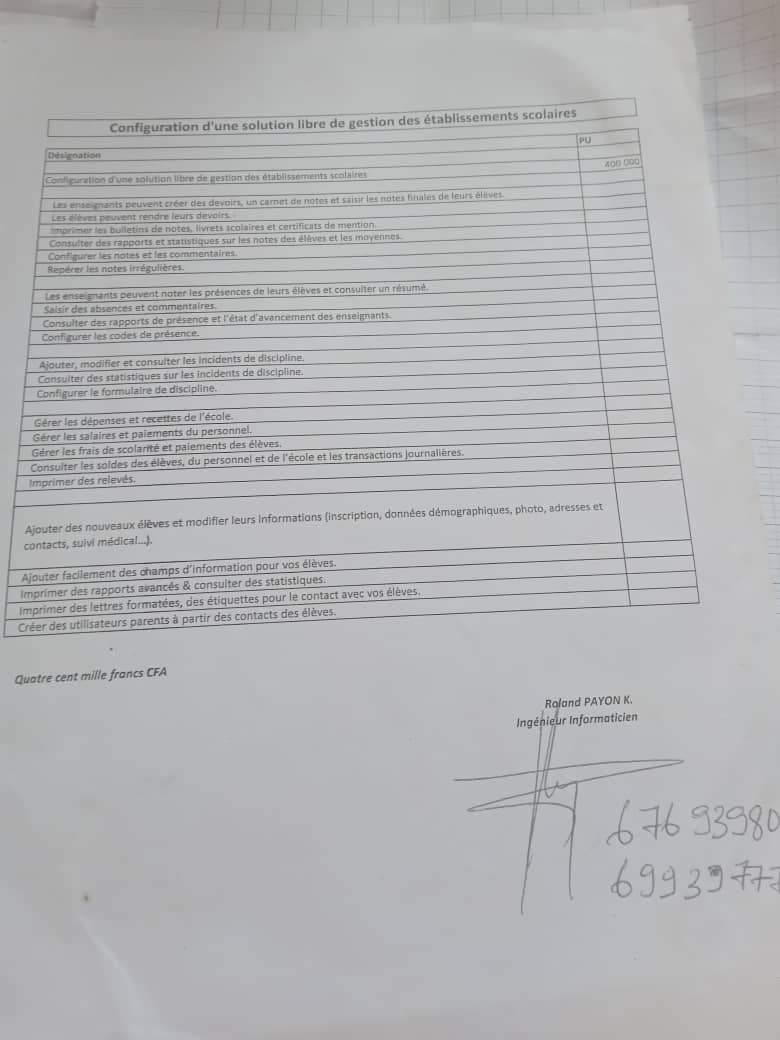 Configuration d'une solution libre de gestion des établissements scolaires
Désignation PU
Configuration d'une solution libre de gestion des établissements scolaires 400 000
Les enseignants peuvent créer des devoirs, un carnet de notes et saisir les notes finales de leurs élèves.
Les élèves peuvent rendre leurs devoirs.
Imprimer les bulletins de notes, livrets scolaires et certificats de mention.
Consulter des rapports et statistiques sur les notes des élèves et les moyennes.
Configurer les notes et les commentaires.
Repérer les notes irrégulières.
Les enseignants peuvent noter les présences de leurs élèves et consulter un résumé.
Saisir des absences et commentaires.
Consulter des rapports de présence et l'état d'avancement des enseignants.
Configurer les codes de présence.
Ajouter, modifier et consulter les incidents de discipline.
Consulter des statistiques sur les incidents de discipline.
Configurer le formulaire de discipline.
Gérer les dépenses et recettes de l'école.
Gérer les salaires et paiements du personnel.
Gérer les frais de scolarité et paiements des élèves.
Consulter les soldes des élèves, du personnel et de l'école et les transactions journalières.
Imprimer des relevés.
Ajouter des nouveaux élèves et modifier leurs informations (inscription, données démographiques, photo, adresses et
contacts, suivi médical...).
Ajouter facilement des champs d'information pour vos élèves.
Imprimer des rapports avancés & consulter des statistiques.
Imprimer des lettres formatées, des étiquettes pour le contact avec vos élèves.
Créer des utilisateurs parents à partir des contacts des élèves.
Quatre cent mille francs CFA
Roland PAYON K.
Ingénieur Informaticien
67693980
69939777